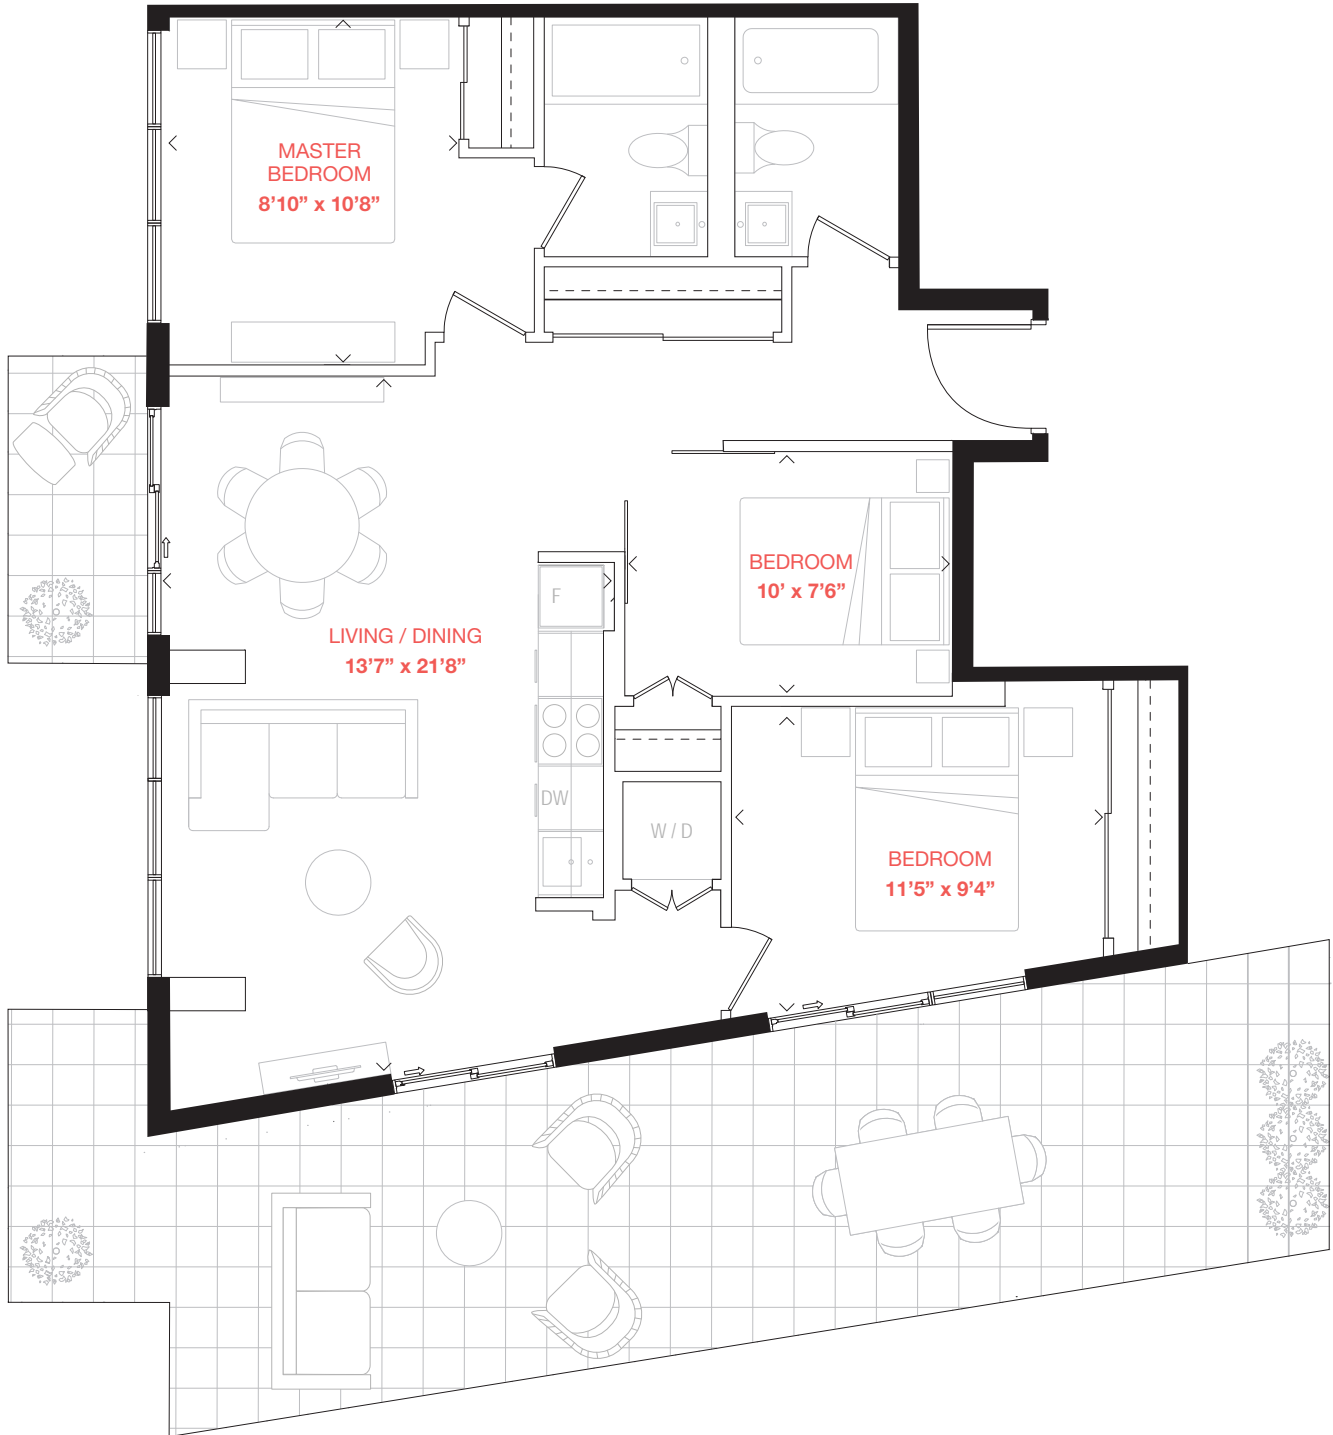 MASTER
BEDROOM
8’10” x 10’8”
BEDROOM
10’ x 7’6”
F
LIVING / DINING
13’7” x 21’8”
DW
W / D
BEDROOM
11’5” x 9’4”